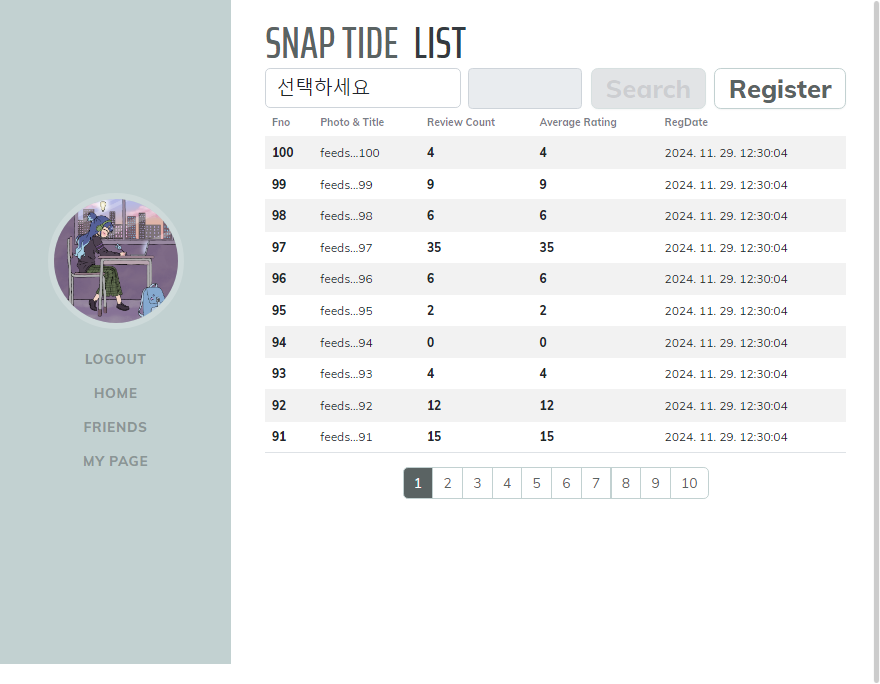 LOGOUT
HOME
FRIENDS
MY PAGE
SNAP TIDE LIST
선택하세요 Search Register
Fno Photo & Title Review Count Average Rating RegDate
100 feeds...100 4 4 2024. 11. 29. 12:30:04
99 feeds...99 9 9 2024. 11. 29. 12:30:04
98 feeds...98 6 6 2024. 11. 29. 12:30:04
97 feeds...97 35 35 2024. 11. 29. 12:30:04
96 feeds...96 6 6 2024. 11. 29. 12:30:04
95 feeds...95 2 2 2024. 11. 29. 12:30:04
94 feeds...94 0 0 2024. 11. 29. 12:30:04
93 feeds...93 4 4 2024. 11. 29. 12:30:04
92 feeds...92 12 12 2024. 11. 29. 12:30:04
91 feeds...91 15 15 2024. 11. 29. 12:30:04
1 2 3 4 5 6 7 8 9 10